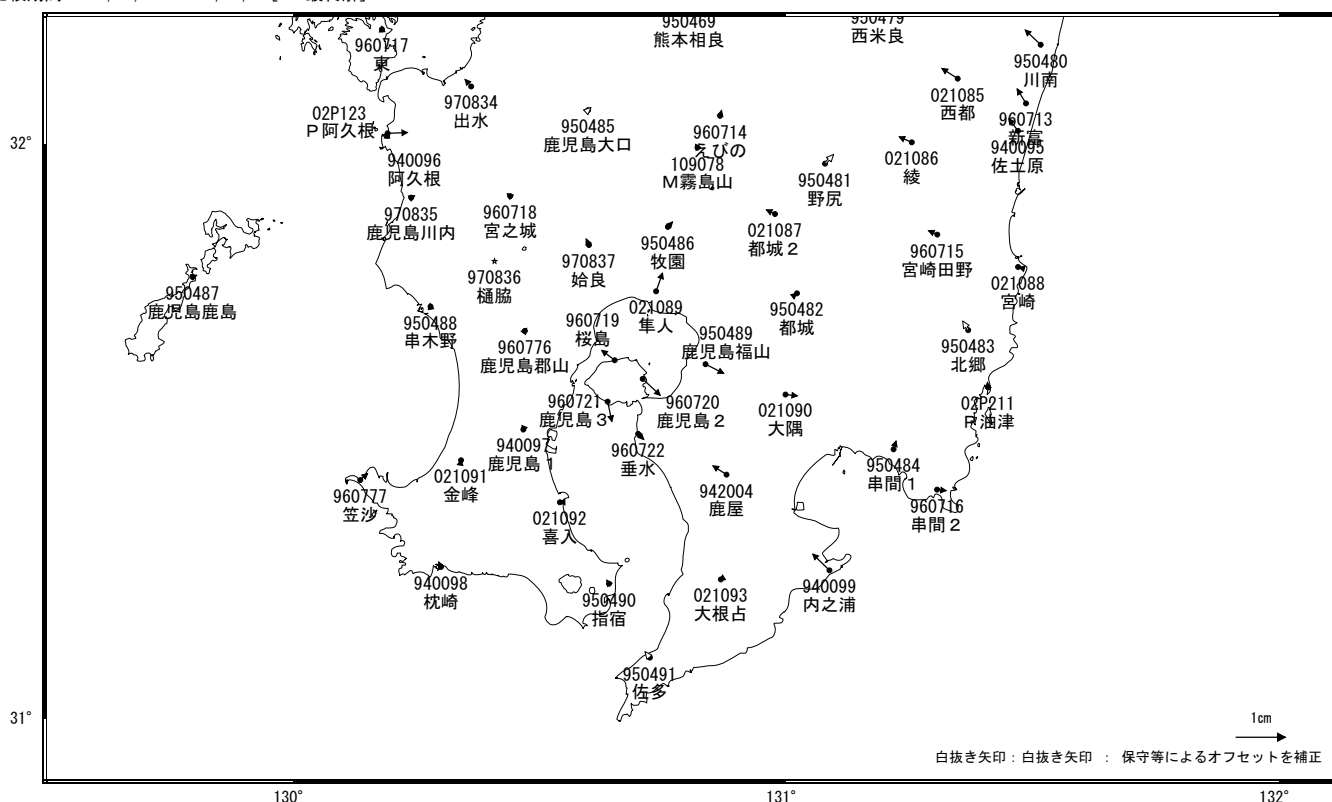 950469
熊本相良
950479
西米良
960717
東
950480
川南
970834
出水
021085
西都
02P123
P阿久根
950485
鹿児島大口
960714
えびの
960713
新富
32°
940096
阿久根
109078
M霧島山
021086
綾
940095
佐土原
950481
野尻
970835
鹿児島川内
960718
宮之城
021087
都城2
950486
牧園
960715
宮崎田野
970837
姶良
970836
樋脇
021088
宮崎
950487
鹿児島鹿島
021089
隼人
950482
都城
950488
串木野
960719
桜島
950489
鹿児島福山
950483
北郷
960776
鹿児島郡山
960721
鹿児島3
960720
鹿児島2
021090
大隅
02P211
P油津
940097
鹿児島1
960722
垂水
950484
串間1
021091
金峰
960777
笠沙
942004
鹿屋
960716
串間2
021092
喜入
940098
枕崎
950490
指宿
021093
大根占
940099
内之浦
950491
佐多
31°
1cm
白抜き矢印：白抜き矢印 ： 保守等によるオフセットを補正
130°
131°
132°